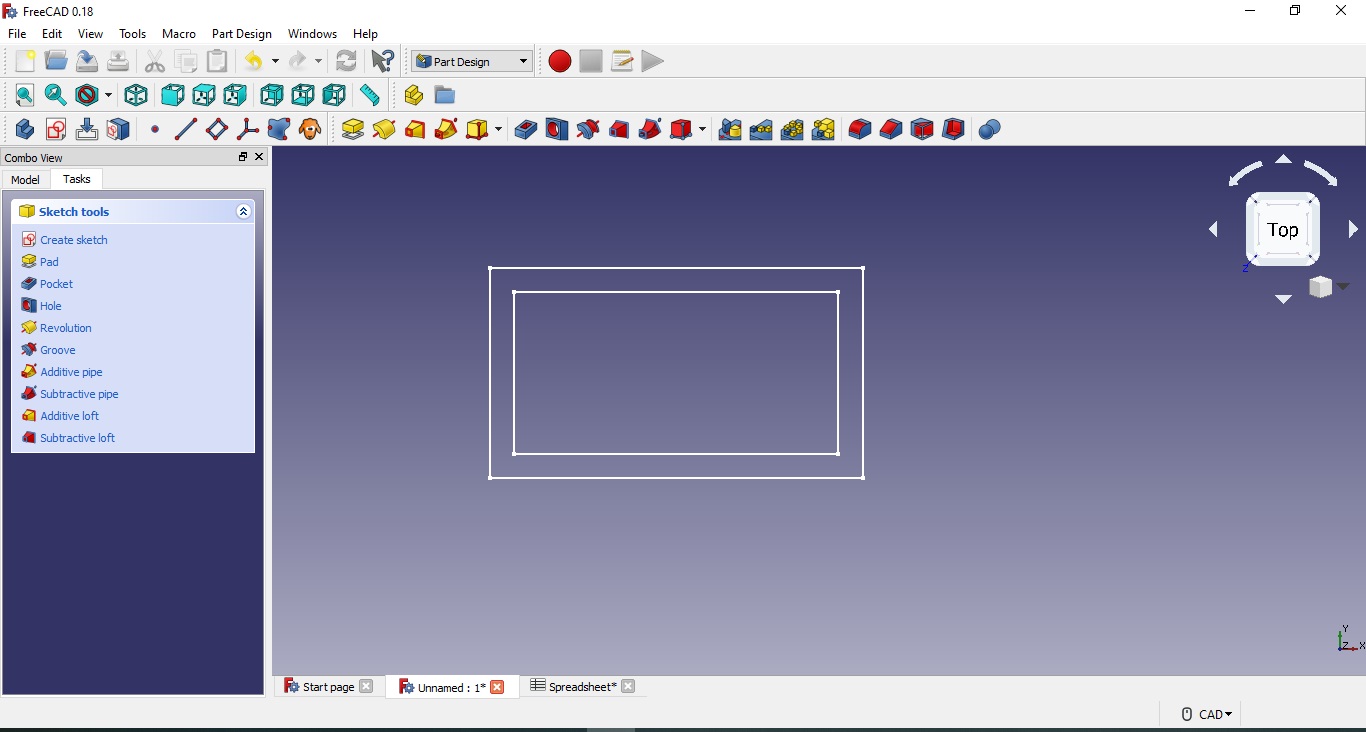 FreeCAD 0.18
File Edit View Tools Macro Part Design Windows Help
Part Design
Combo View
Model Tasks
Sketch tools
Create sketch
Pad
Pocket
Hole
Revolution
Groove
Additive pipe
Subtractive pipe
Additive loft
Subtractive loft
Top
Z
Y
Z X
Start page Unnamed : 1* Spreadsheet*
CAD